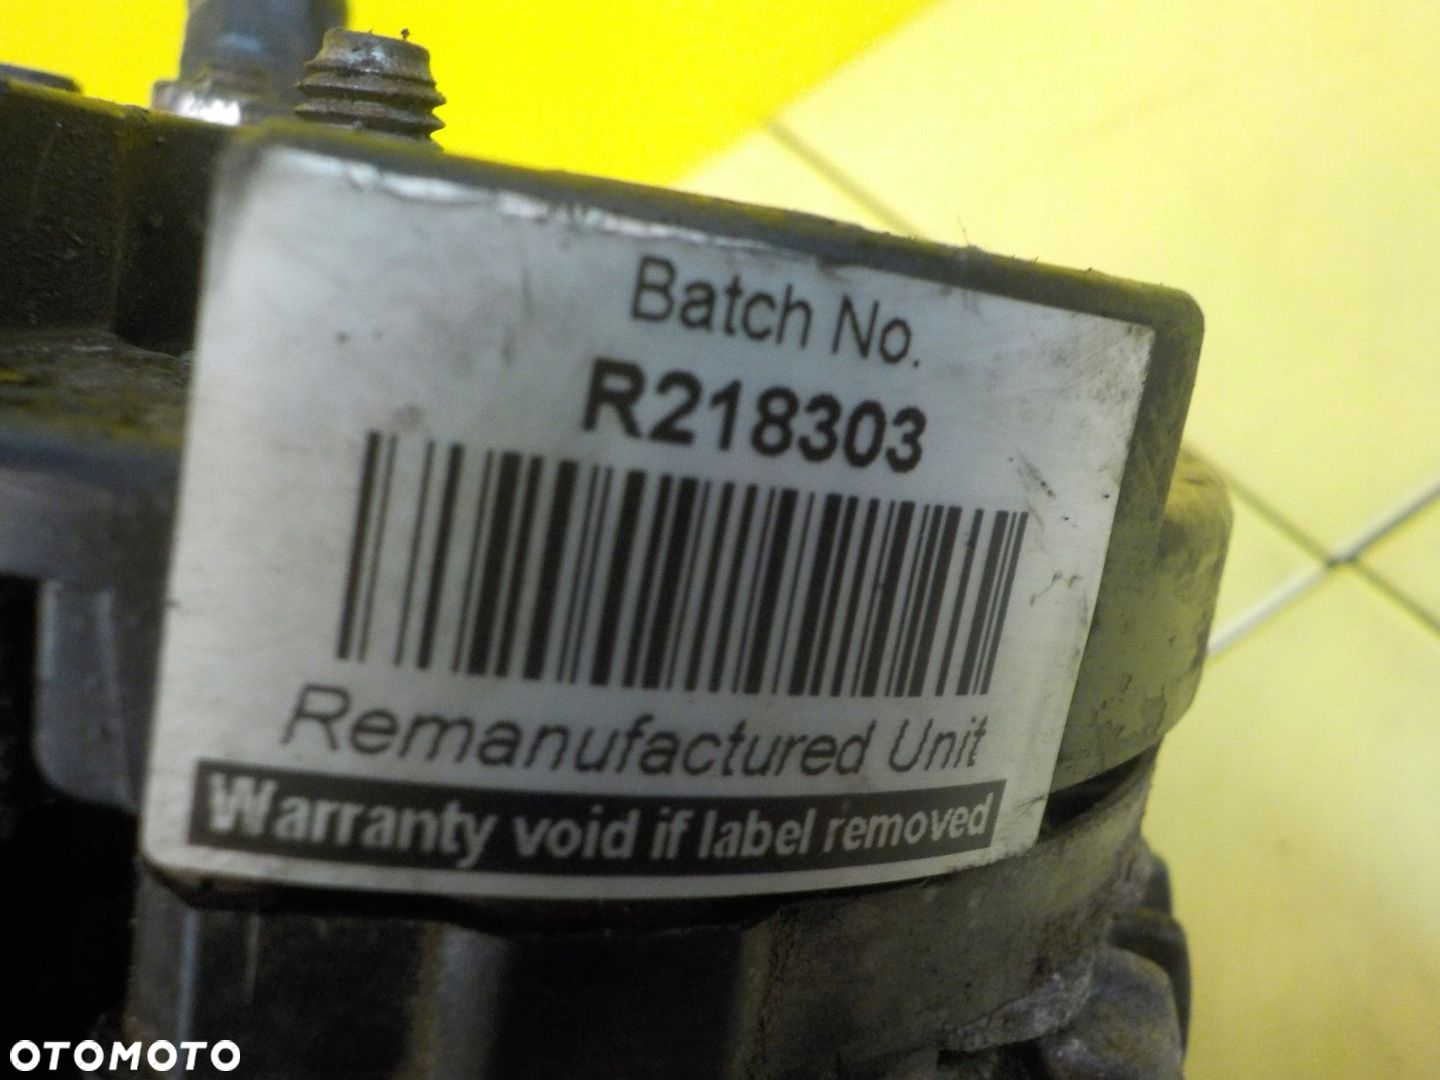 Batch No.
R218303
Remanufactured Unit
Warranty void if label removed
OTOMOTO